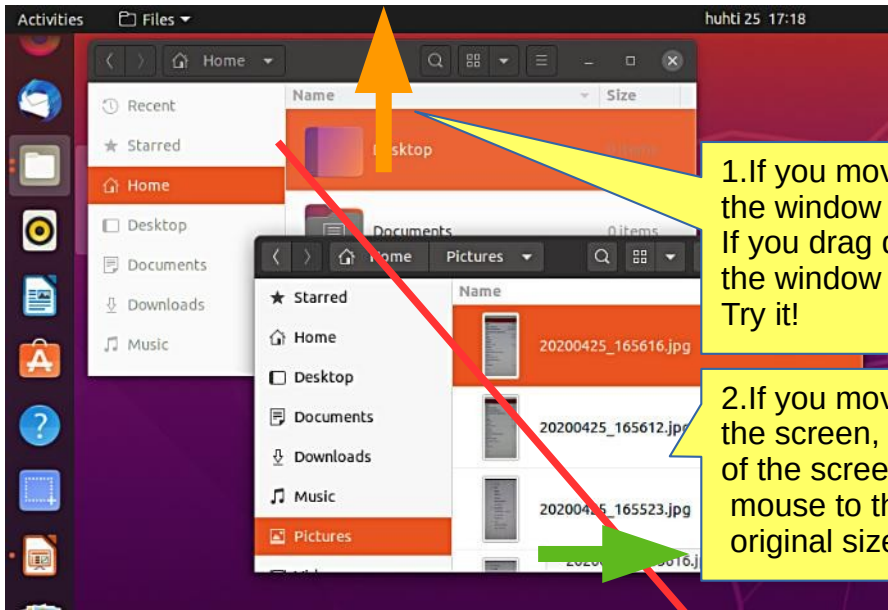 Activities Files huhti 25 17:18
Home
Name Size
Recent
Starred
Desktop 0 items
Home
Desktop
Documents 0 items
Documents
Downloads
Music
Home Pictures
Name
Starred
Home
Desktop
Documents
Downloads
Music
Pictures
20200425_165616.jpg
20200425_165612.jpg
20200425_165523.jpg
1.If you mov
the window
If you drag
the window
Try it!
2.If you mov
the screen,
of the scree
mouse to th
original size